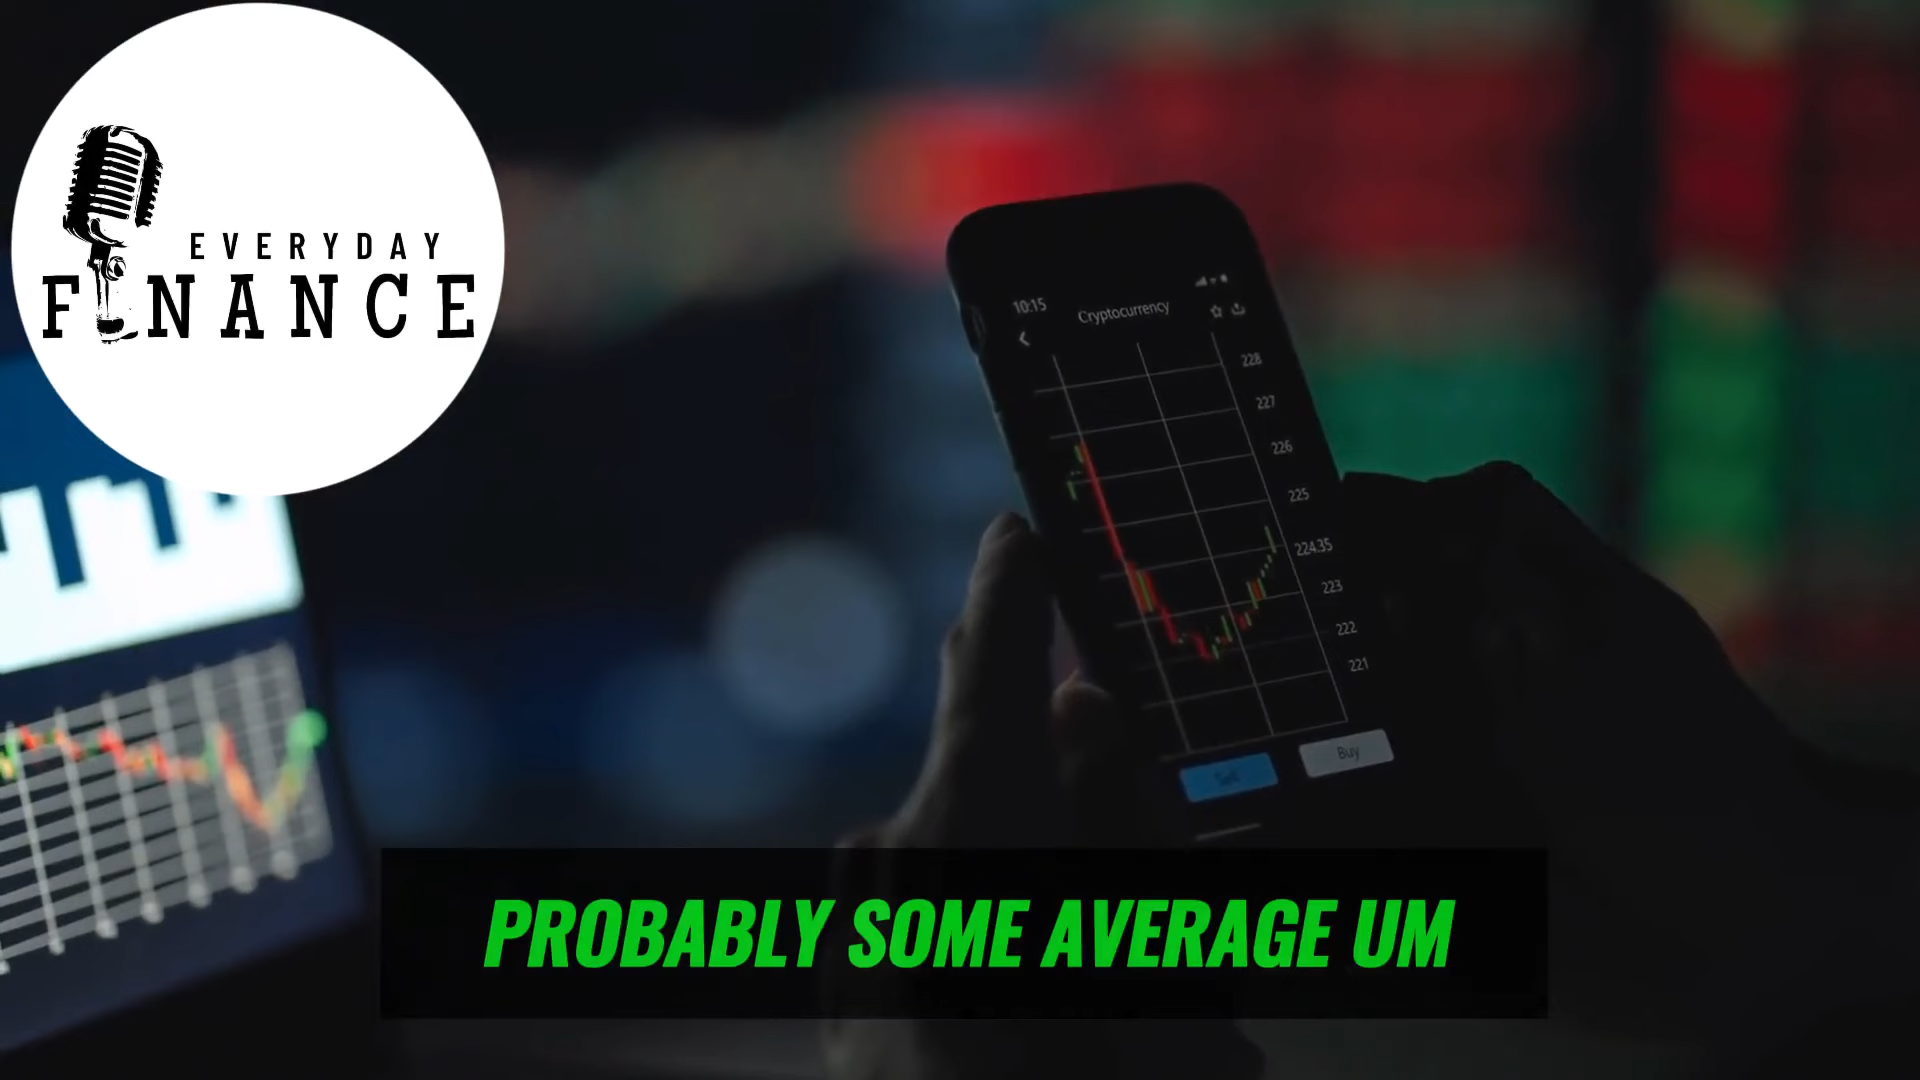 EVERYDAY
FINANCE
10:15
Cryptocurrency
228
227
226
225
224.35
223
222
221
Sell
Buy
PROBABLY SOME AVERAGE UM